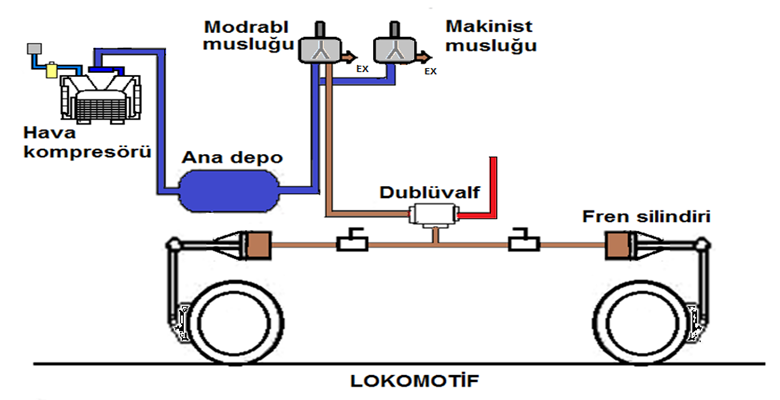 Modrabl
musluğu
Makinist
musluğu
EX
EX
Hava
kompresörü
Ana depo
Dublüvalf
Fren silindiri
LOKOMOTİF